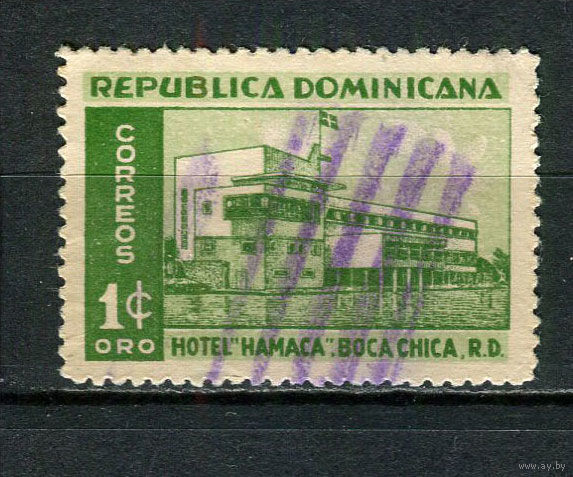 REPUBLICA DOMINICANA
CORREOS
1¢
ORO
HOTEL "HAMACA", BOCA CHICA, R.D.
www.ay.by